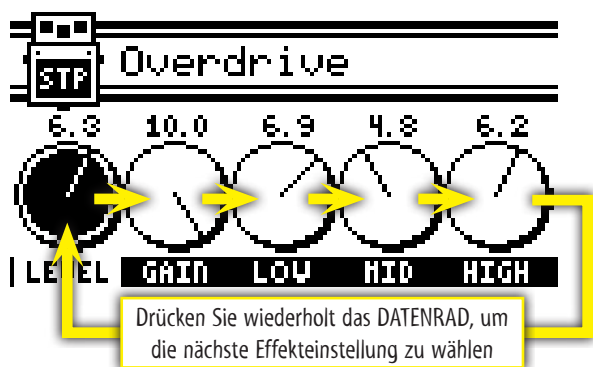 STP Overdrive
6.3 10.0 6.9 4.8 6.2
LEVEL GAIN LOW MID HIGH
Drücken Sie wiederholt das DATENRAD, um
die nächste Effekteinstellung zu wählen